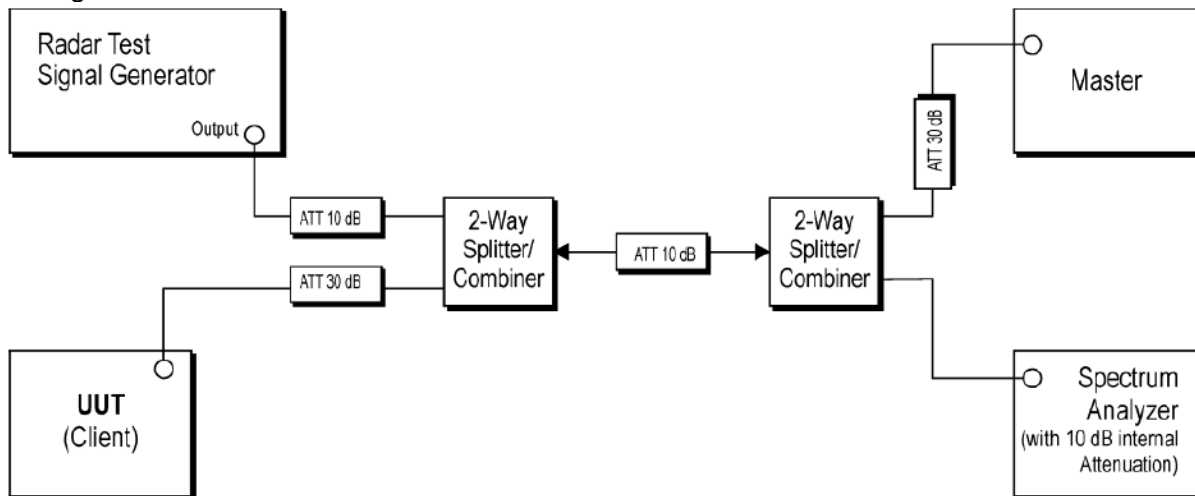 Radar Test
Signal Generator
Output
ATT 10 dB
2-Way
Splitter/
Combiner
ATT 30 dB
UUT
(Client)
ATT 10 dB
2-Way
Splitter/
Combiner
ATT 30 dB
Master
Spectrum
Analyzer
(with 10 dB internal
Attenuation)